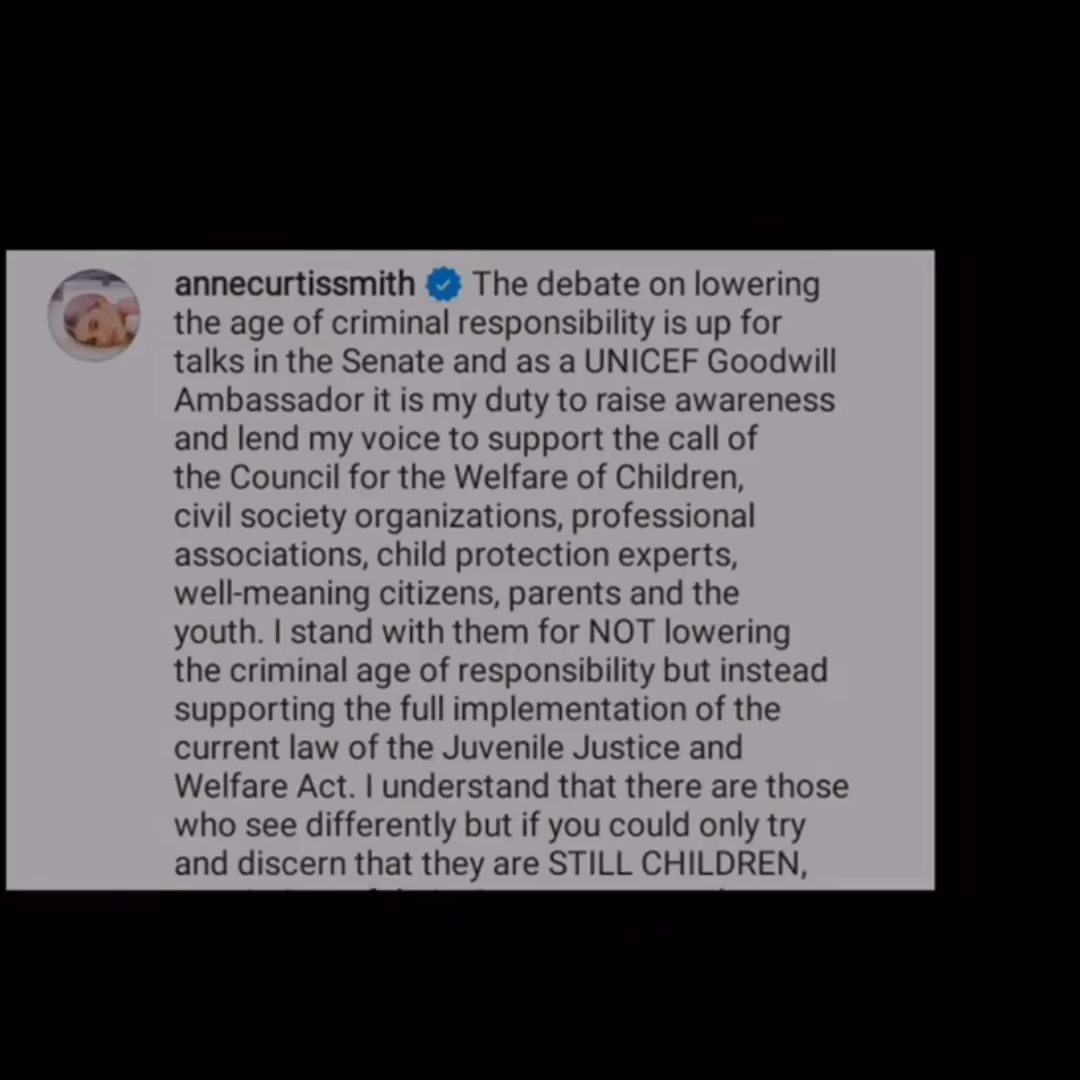 annecurtissmith The debate on lowering
the age of criminal responsibility is up for
talks in the Senate and as a UNICEF Goodwill
Ambassador it is my duty to raise awareness
and lend my voice to support the call of
the Council for the Welfare of Children,
civil society organizations, professional
associations, child protection experts,
well-meaning citizens, parents and the
youth. I stand with them for NOT lowering
the criminal age of responsibility but instead
supporting the full implementation of the
current law of the Juvenile Justice and
Welfare Act. I understand that there are those
who see differently but if you could only try
and discern that they are STILL CHILDREN,